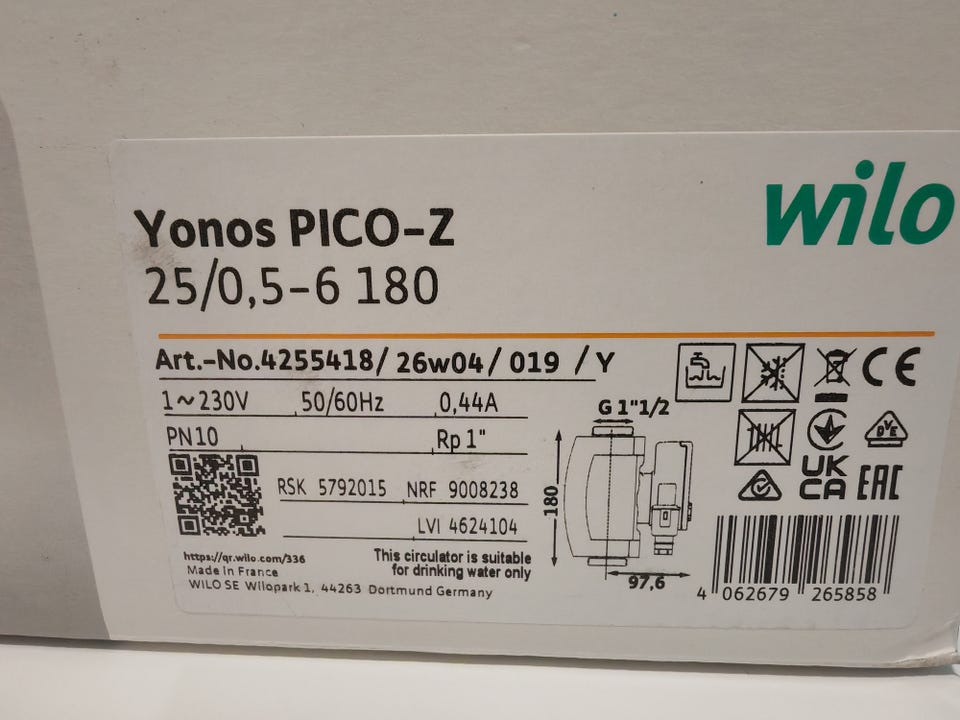 wilo
Yonos PICO-Z
25/0,5-6 180
Art.-No.4255418/ 26w04/ 019 /Y
1~230V 50/60Hz 0,44A
PN10 Rp 1"
RSK 5792015 NRF 9008238
LVI 4624104
https://qr.wilo.com/336
Made in France
WILO SE Wilopark 1, 44263 Dortmund Germany
This circulator is suitable
for drinking water only
G 1"1/2
180
97,6
CE
DVE
UK
CA
EAC
4 062679 265858